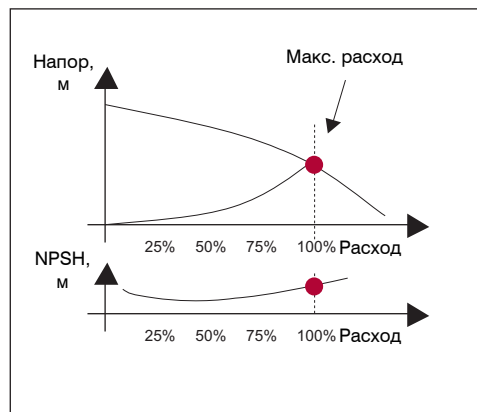 Напор,
м
Макс. расход
25% 50% 75% 100% Расход
NPSH,
м
25% 50% 75% 100% Расход